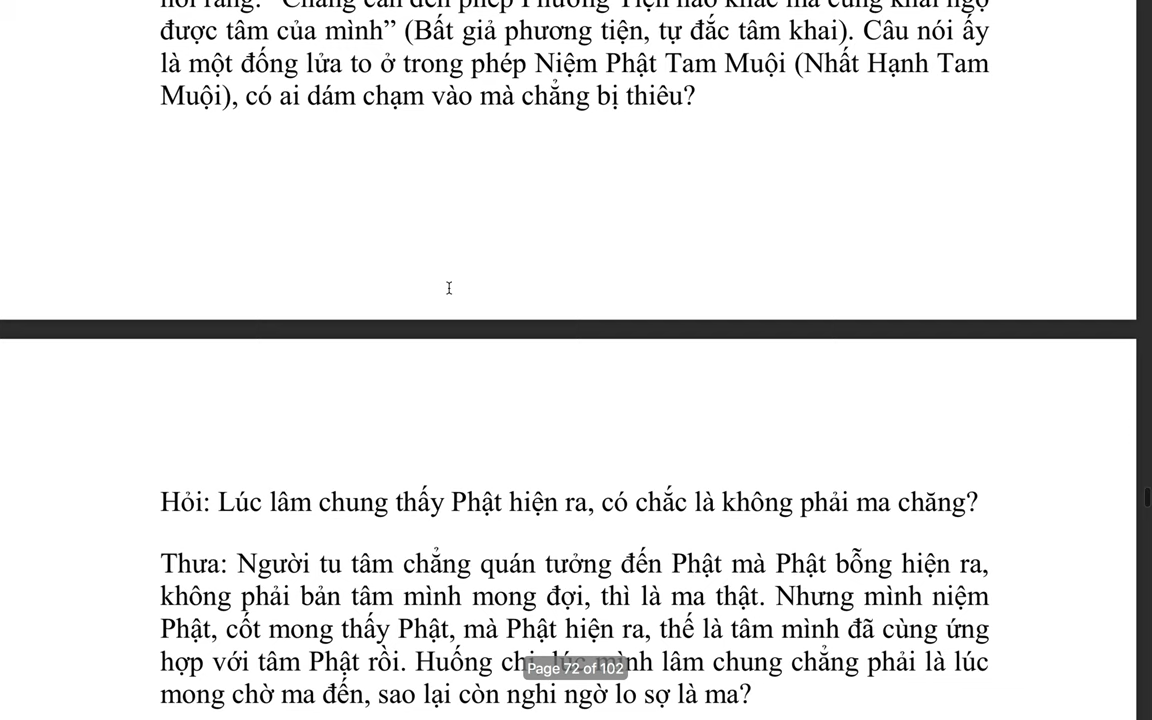 được tâm của mình” (Bất giả phương tiện, tự đắc tâm khai). Câu nói ấy
là một đống lửa to ở trong phép Niệm Phật Tam Muội (Nhất Hạnh Tam
Muội), có ai dám chạm vào mà chẳng bị thiêu?
Hỏi: Lúc lâm chung thấy Phật hiện ra, có chắc là không phải ma chăng?
Thưa: Người tu tâm chẳng quán tưởng đến Phật mà Phật bỗng hiện ra,
không phải bản tâm mình mong đợi, thì là ma thật. Nhưng mình niệm
Phật, cốt mong thấy Phật, mà Phật hiện ra, thế là tâm mình đã cùng ứng
hợp với tâm Phật rồi. Huống chi lúc mình lâm chung chẳng phải là lúc
Page 72 of 102
mong chờ ma đến, sao lại còn nghi ngờ lo sợ là ma?